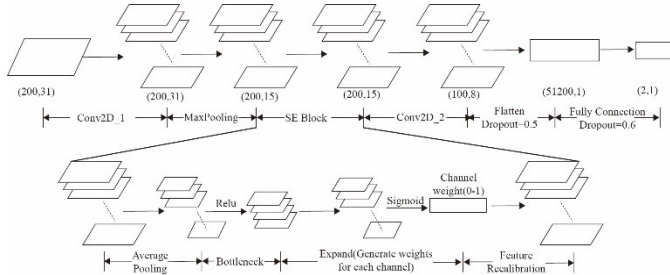 (200,31)
(200,31)
(200,15)
(200,15)
(100,8)
(51200,1)
(2,1)
Conv2D_1
MaxPooling
SE Block
Conv2D_2
Flatten
Dropout=0.5
Fully Connection
Dropout=0.6
Relu
Sigmoid
Channel
weight(0-1)
Average
Pooling
Bottleneck
Expand(Generate weights
for each channel)
Feature
Recalibration